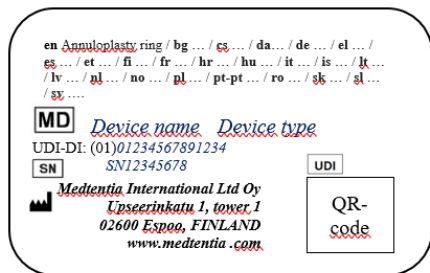 en Annuloplasty ring / bg … / cs … / da… / de … / el … /
es … / et … / fi … / fr … / hr … / hu … / it … / is … / lt …
/ lv … / nl … / no … / pl … / pt-pt … / ro … / sk … / sl …
/ sv ….
MD Device name Device type
UDI-DI: (01)01234567891234
SN SN12345678
UDI
Medtentia International Ltd Oy
Upseerinkatu 1, tower 1
02600 Espoo, FINLAND
www.medtentia .com
QR-
code